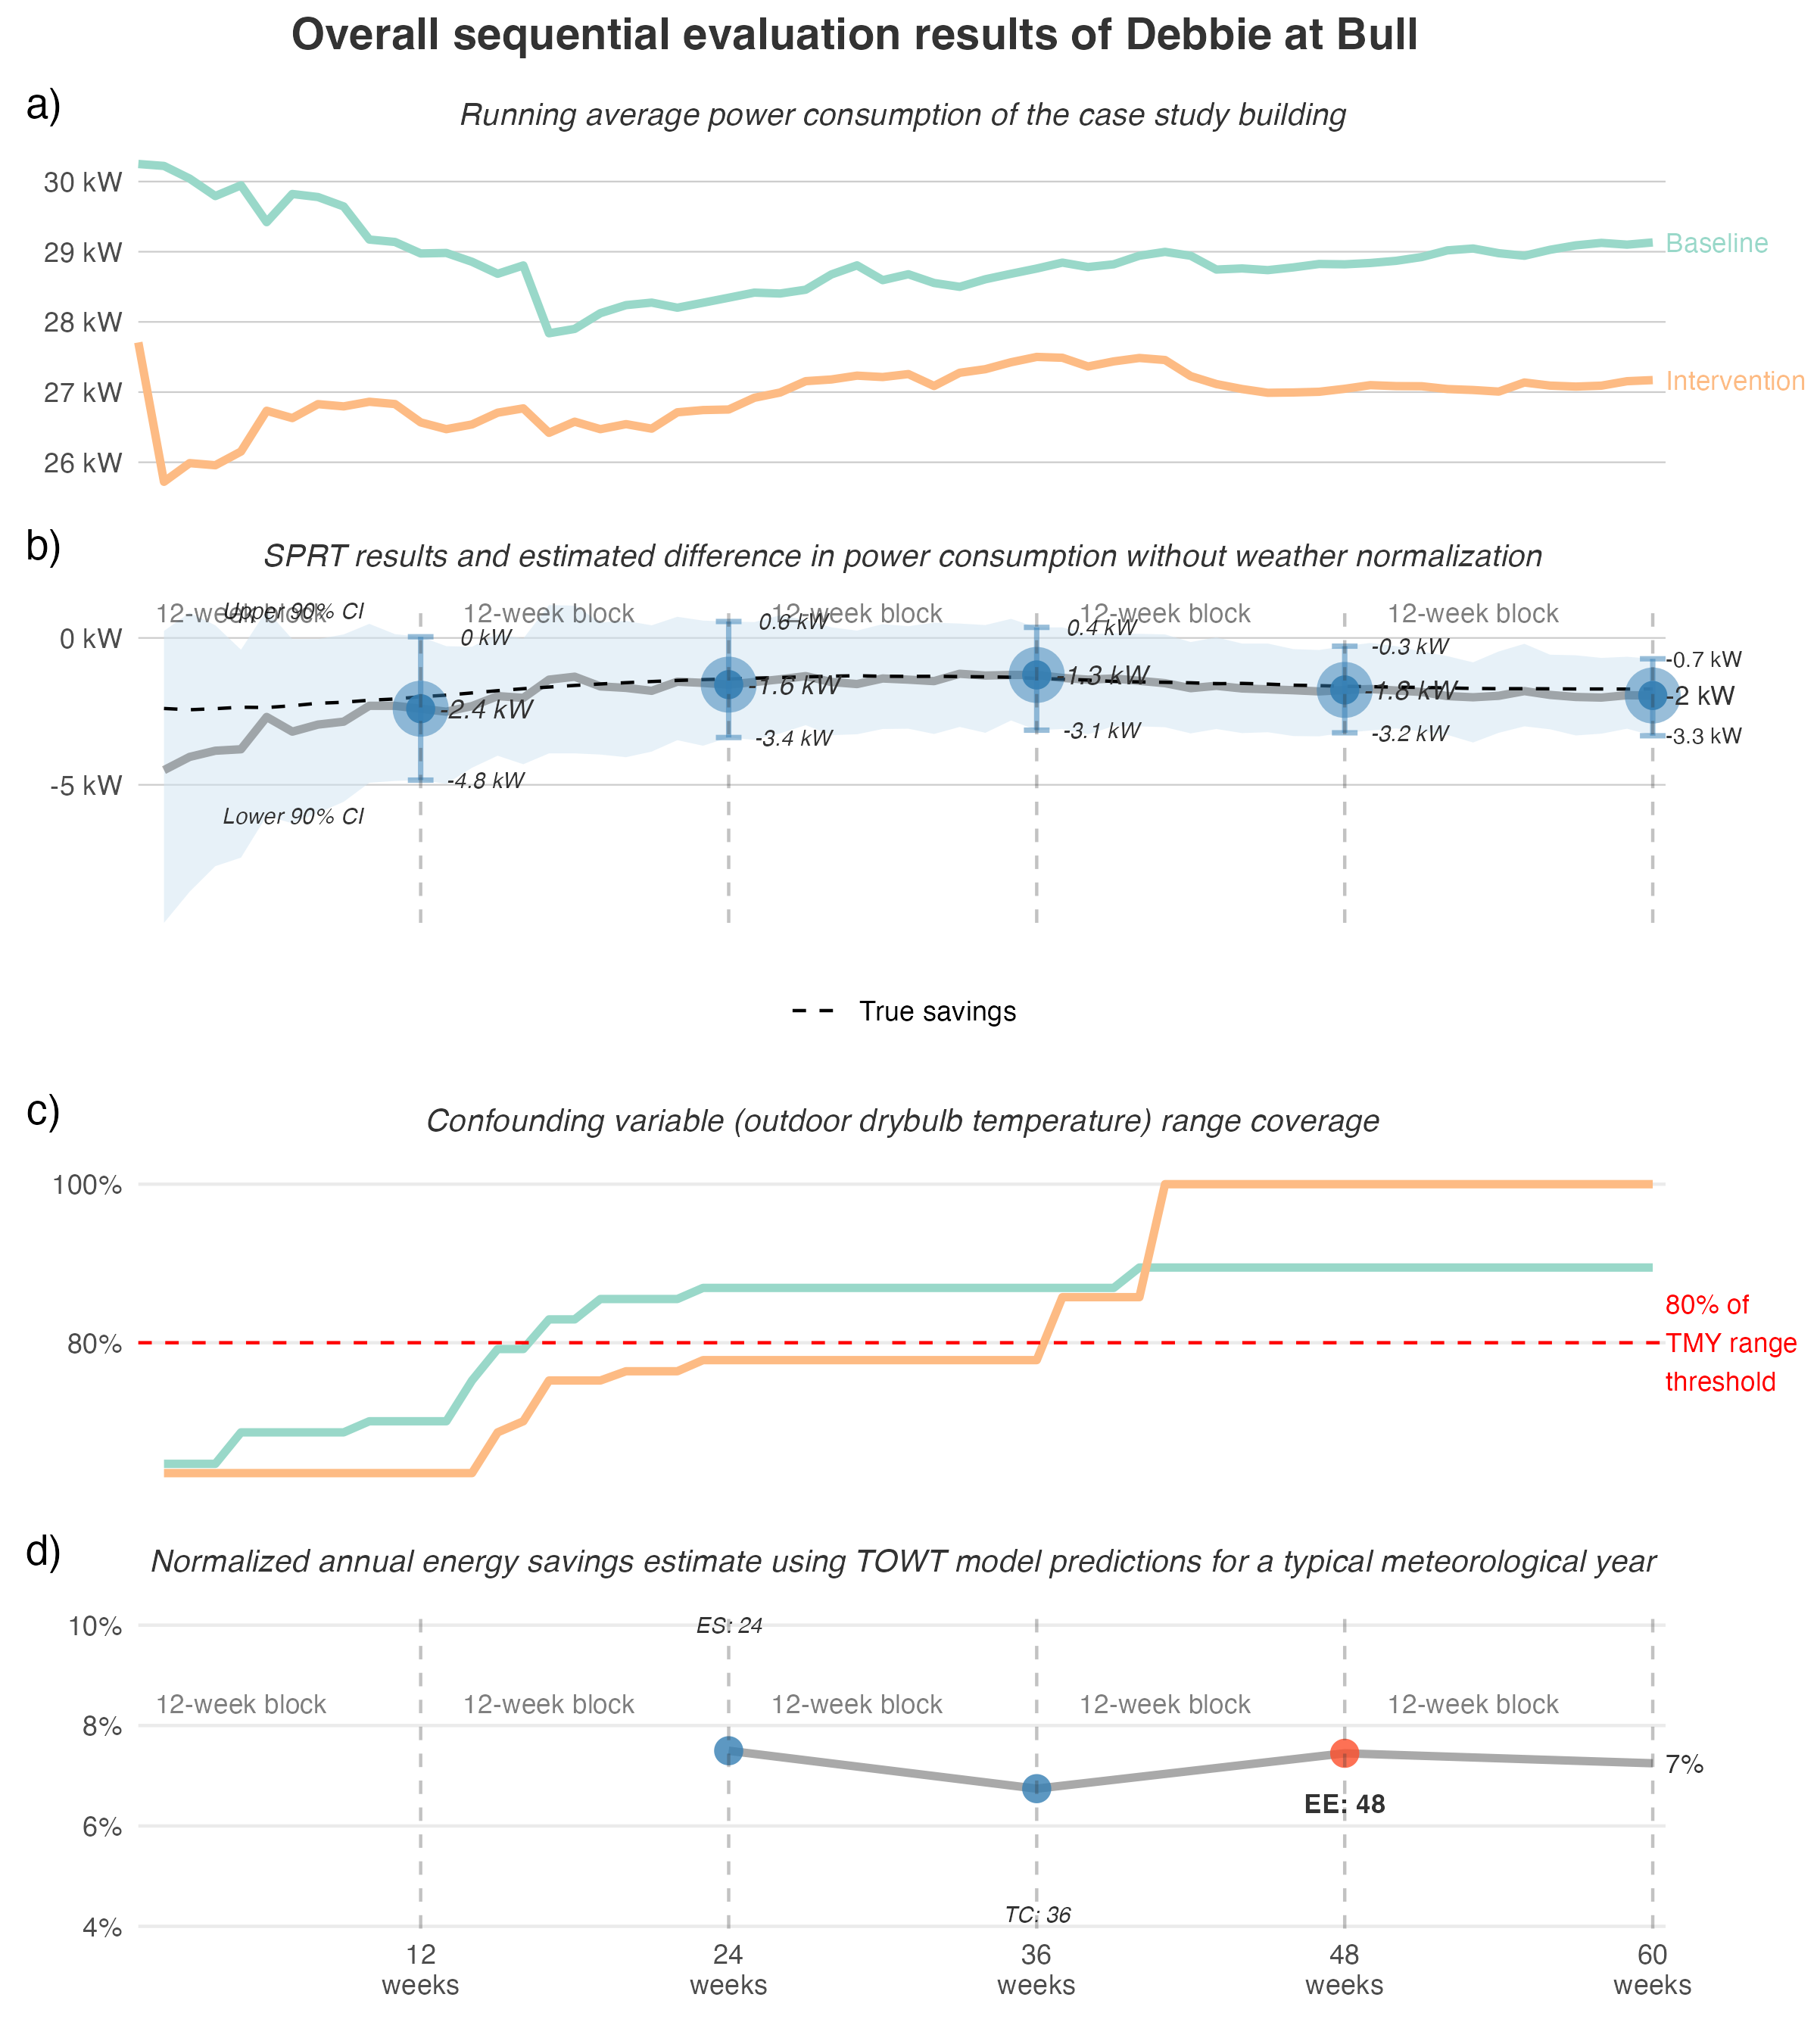 Overall sequential evaluation results of Debbie at Bull
a)
Running average power consumption of the case study building
30 kW
29 kW
28 kW
27 kW
26 kW
Baseline
Intervention
b)
SPRT results and estimated difference in power consumption without weather normalization
12-week block
12-week block
12-week block
12-week block
12-week block
Upper 90% CI
Lower 90% CI
0 kW
-5 kW
0 kW
-2.4 kW
-4.8 kW
0.6 kW
-1.6 kW
-3.4 kW
0.4 kW
-1.3 kW
-3.1 kW
-0.3 kW
-1.8 kW
-3.2 kW
-0.7 kW
-2 kW
-3.3 kW
True savings
c)
Confounding variable (outdoor drybulb temperature) range coverage
100%
80%
80% of
TMY range
threshold
d)
Normalized annual energy savings estimate using TOWT model predictions for a typical meteorological year
10%
8%
6%
4%
ES: 24
12-week block
12-week block
12-week block
12-week block
12-week block
7%
EE: 48
TC: 36
12
weeks
24
weeks
36
weeks
48
weeks
60
weeks